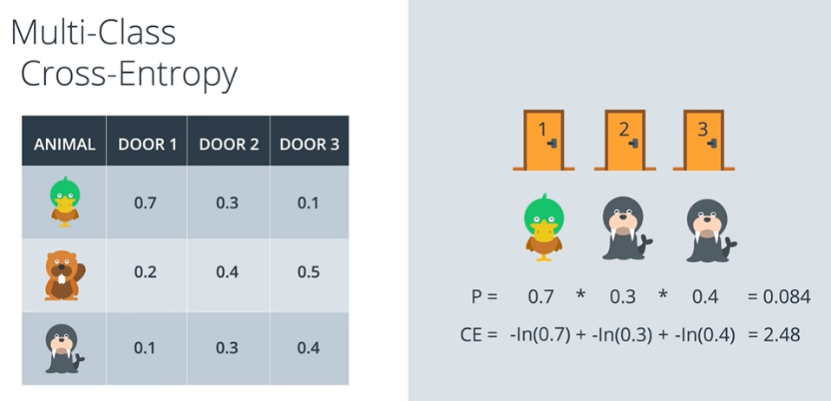 Multi-Class
Cross-Entropy
ANIMAL DOOR 1 DOOR 2 DOOR 3
0.7 0.3 0.1
0.2 0.4 0.5
0.1 0.3 0.4
1 2 3
P = 0.7 * 0.3 * 0.4 = 0.084
CE = -ln(0.7) + -ln(0.3) + -ln(0.4) = 2.48